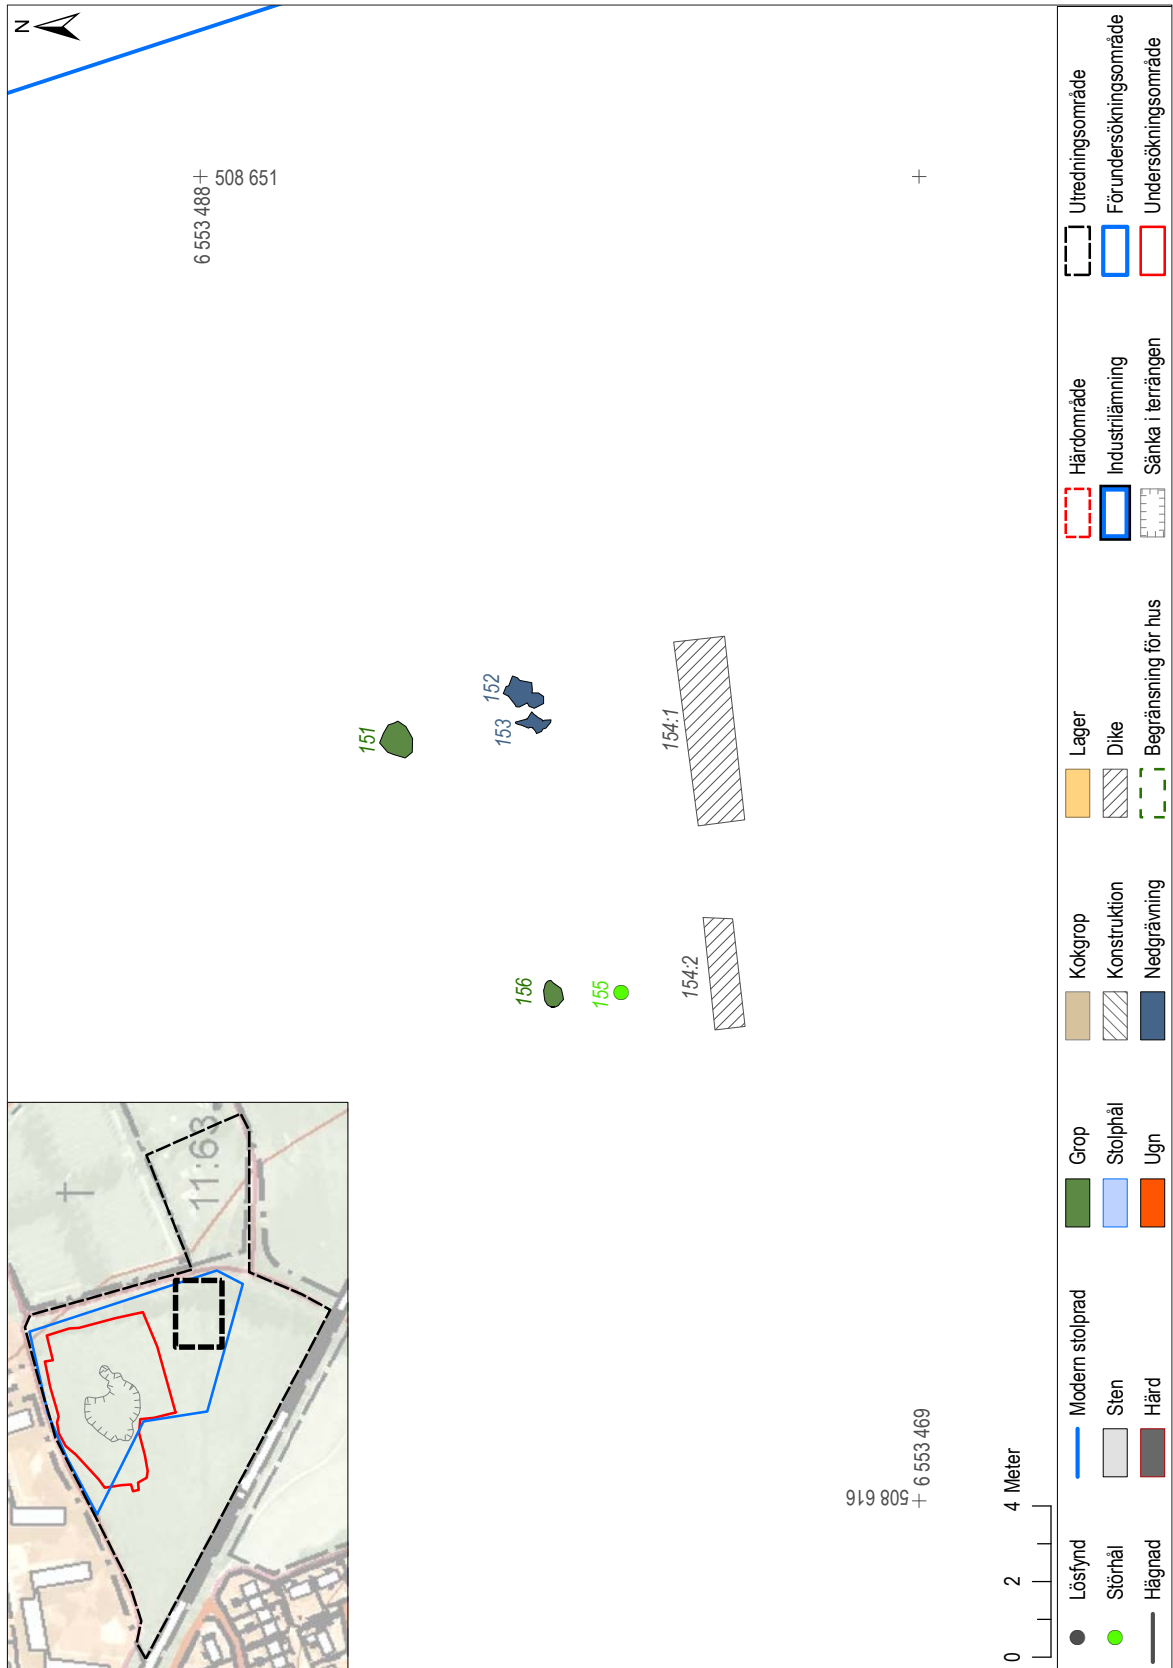 N
6 553 488
508 651
151
152
153
154:1
156
155
154:2
11:63
508 616
6 553 469
0 2 4 Meter
Lösfynd
Störhål
Hägnad
Modern stolprad
Sten
Härd
Grop
Stolphål
Ugn
Kokgrop
Konstruktion
Nedgrävning
Lager
Dike
Begränsning för hus
Härdområde
Industrilämning
Sänka i terrängen
Utredningsområde
Förundersökningsområde
Undersökningsområde